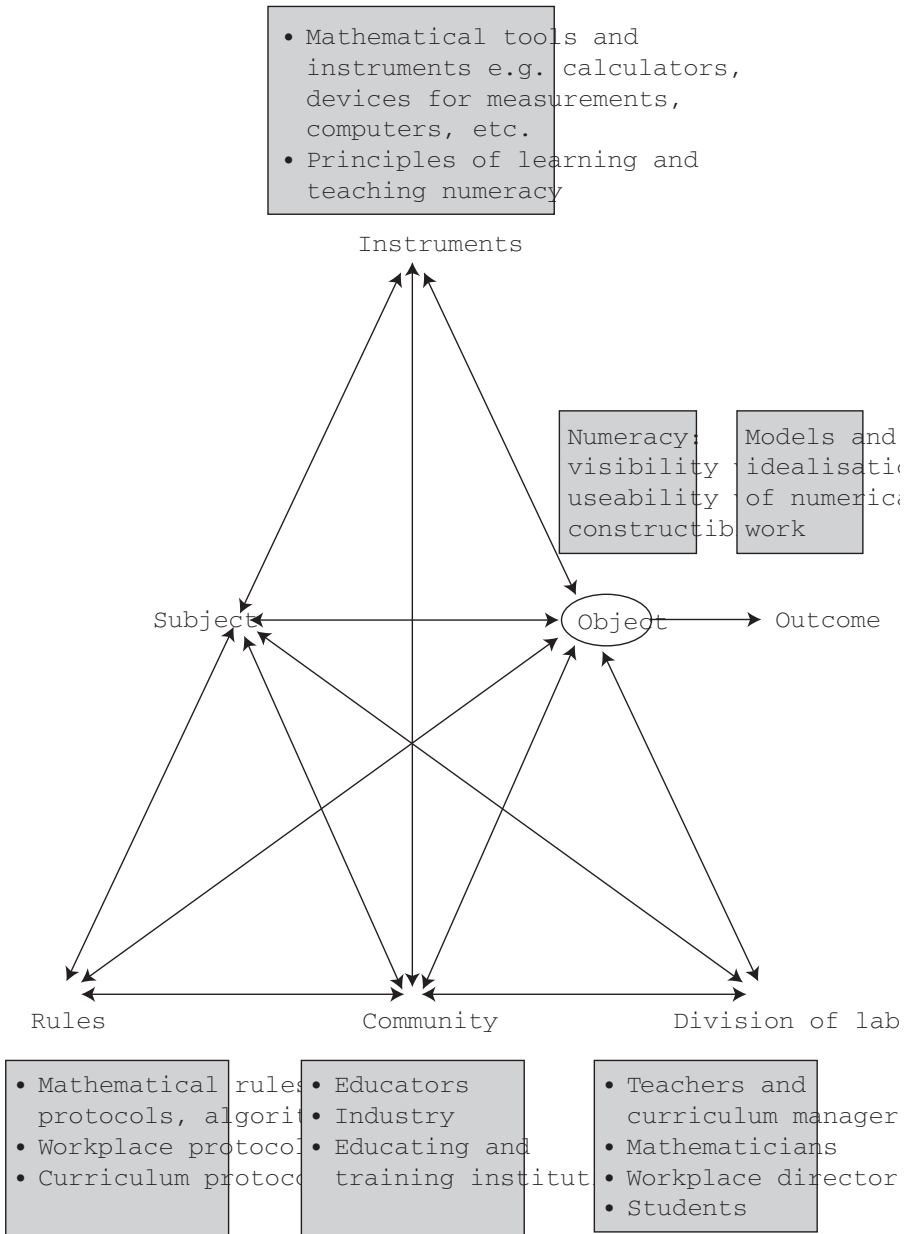 • Mathematical tools and
instruments e.g. calculators,
devices for measurements,
computers, etc.
• Principles of learning and
teaching numeracy
Instruments
Numeracy:
visibility
useability
Models and
idealisatio
of numerica
work
Subject
Object
Outcome
Rules
Community
Division of lab
• Mathematical rules
protocols, algorit
• Workplace protocol
• Curriculum protoco
• Educators
• Industry
• Educating and
training institut
• Teachers and
curriculum manager
• Mathematicians
• Workplace director
• Students